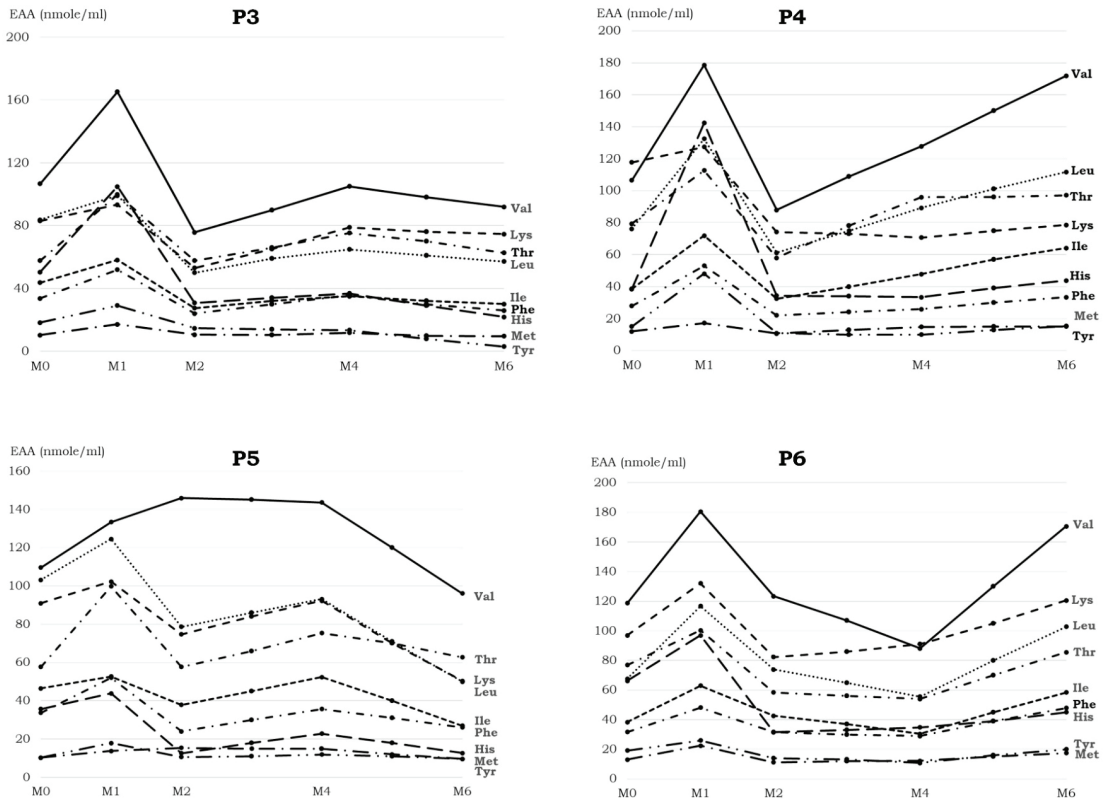 EAA (nmole/ml)
P3
200
160
120
80
40
0
M0 M1 M2 M4 M6
Val
Lys
Thr
Leu
Ile
Phe
His
Met
Tyr
EAA (nmole/ml)
P4
200
180
160
140
120
100
80
60
40
20
0
M0 M1 M2 M4 M6
Val
Leu
Thr
Lys
Ile
His
Phe
Met
Tyr
EAA (nmole/ml)
P5
160
140
120
100
80
60
40
20
0
M0 M1 M2 M4 M6
Val
Thr
Lys
Leu
Ile
Phe
His
Met
Tyr
EAA (nmole/ml)
P6
200
180
160
140
120
100
80
60
40
20
0
M0 M1 M2 M4 M6
Val
Lys
Leu
Thr
Ile
Phe
His
Tyr
Met